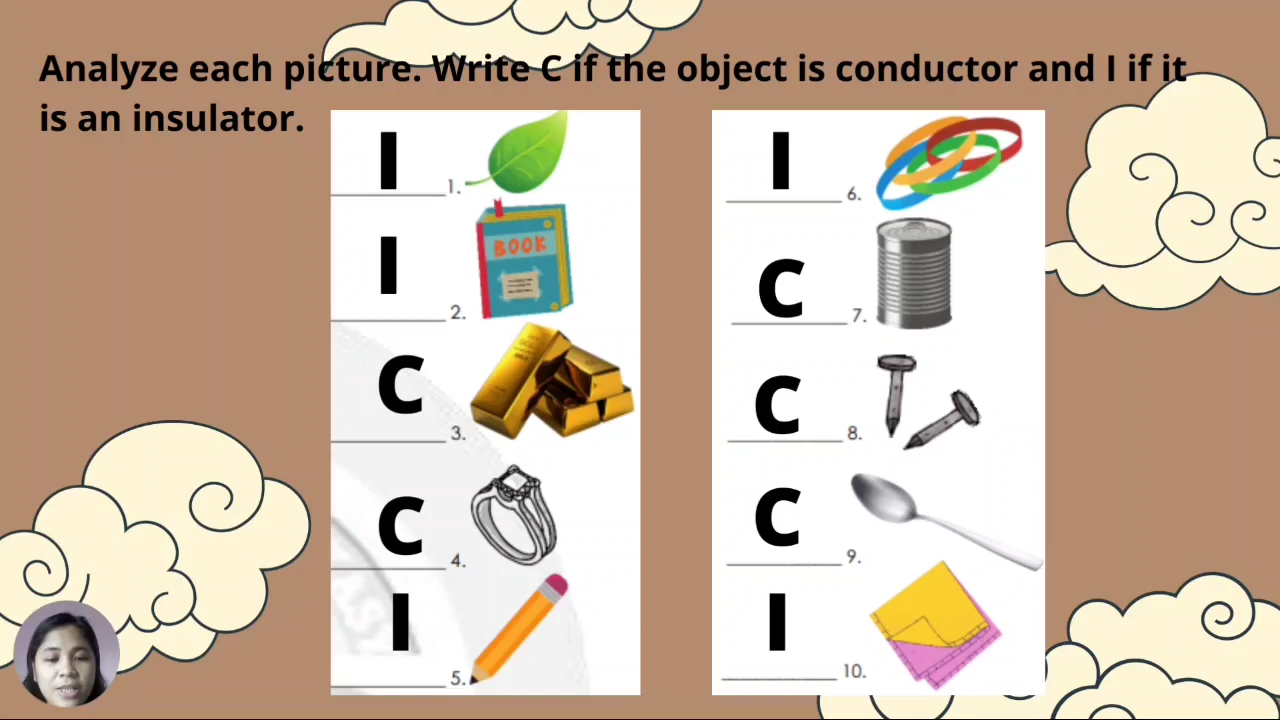 Analyze each picture. Write C if the object is conductor and I if it
is an insulator.
I 1.
BOOK
I 2.
C 3.
C 4.
I 5.
I 6.
C 7.
C 8.
C 9.
I 10.